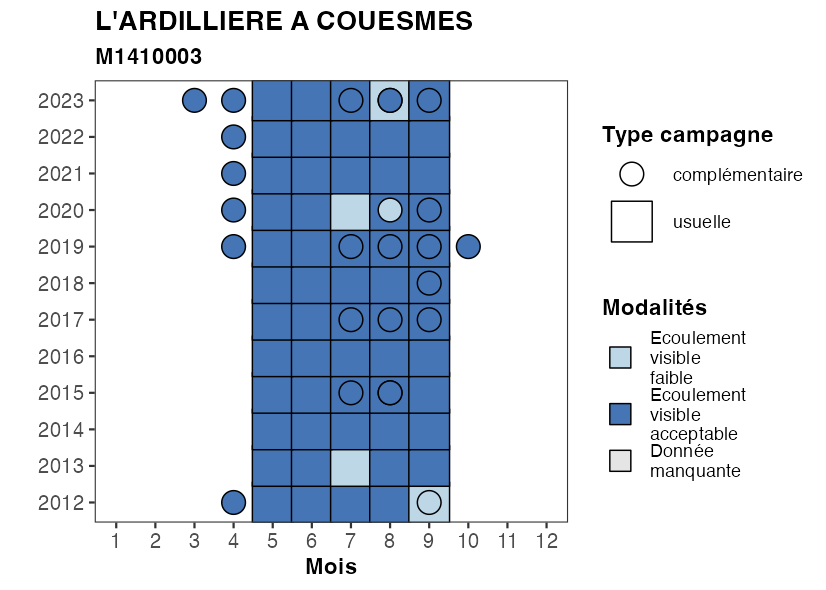 L'ARDILLIERE A COUESMES
M1410003
2023
2022
2021
2020
2019
2018
2017
2016
2015
2014
2013
2012
1 2 3 4 5 6 7 8 9 10 11 12
Mois
Type campagne
complémentaire
usuelle
Modalités
Ecoulement
visible
faible
Ecoulement
visible
acceptable
Donnée
manquante